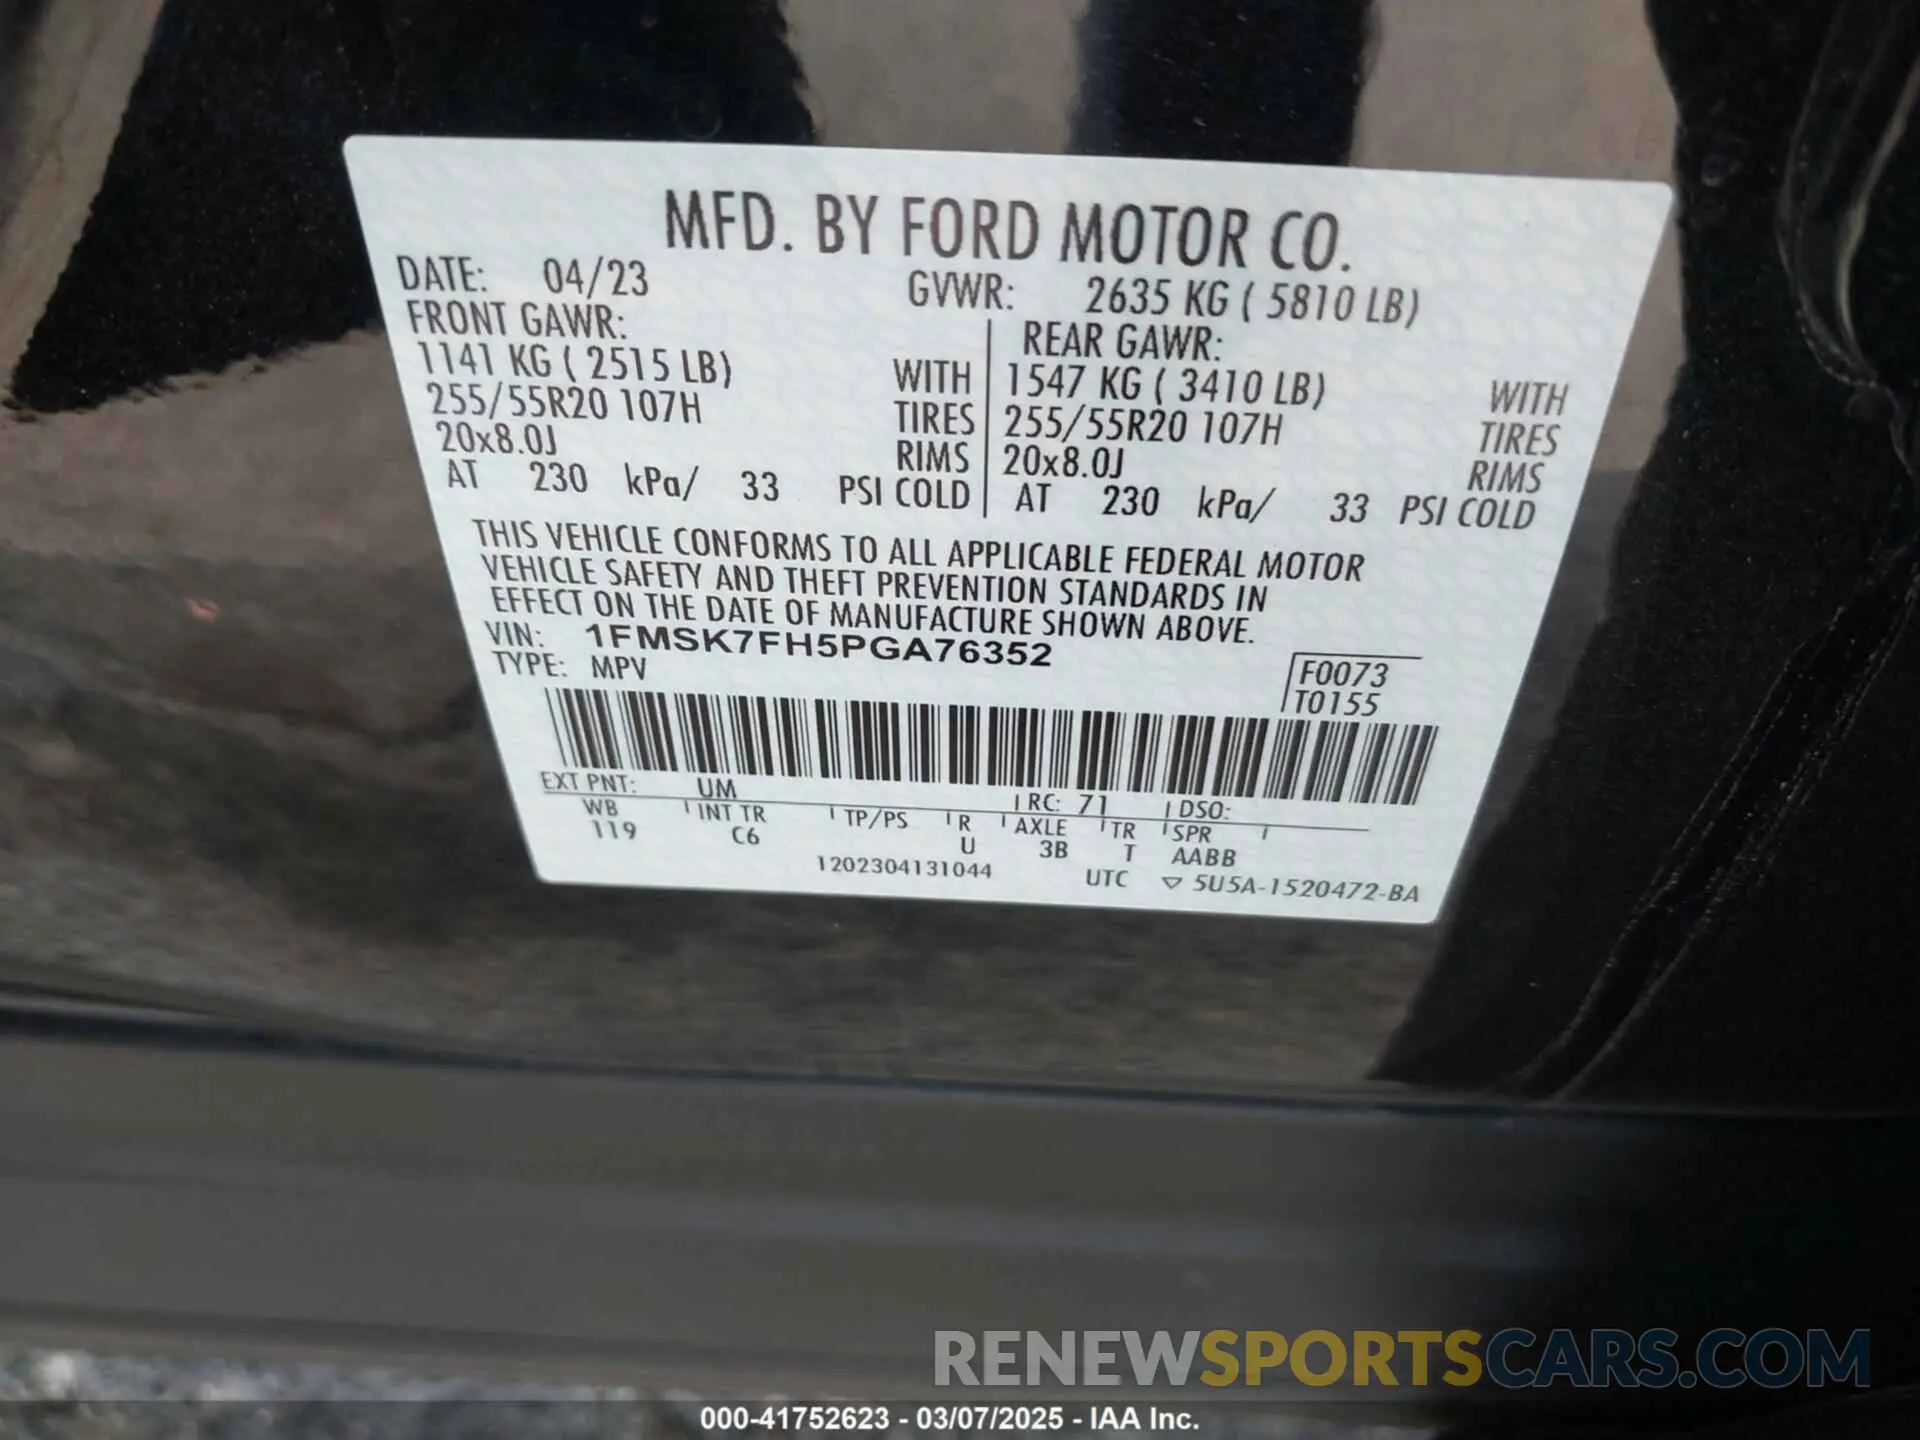 MFD. BY FORD MOTOR CO.
DATE: 04/23 GVWR: 2635 KG ( 5810 LB)
FRONT GAWR: REAR GAWR:
1141 KG ( 2515 LB) WITH 1547 KG ( 3410 LB) WITH
255/55R20 107H TIRES 255/55R20 107H TIRES
20x8.0J RIMS 20x8.0J RIMS
AT 230 kPa/ 33 PSI COLD AT 230 kPa/ 33 PSI COLD
THIS VEHICLE CONFORMS TO ALL APPLICABLE FEDERAL MOTOR
VEHICLE SAFETY AND THEFT PREVENTION STANDARDS IN
EFFECT ON THE DATE OF MANUFACTURE SHOWN ABOVE.
VIN: 1FMSK7FH5PGA76352
TYPE: MPV F0073
T0155
EXT PNT: UM RC: 71 DSO:
WB INT TR TP/PS R AXLE TR SPR
119 C6 U 3B T AABB
1202304131044 UTC ▽ 5U5A-1520472-BA
RENEWSPORTSCARS.COM
000-41752623 - 03/07/2025 - IAA Inc.